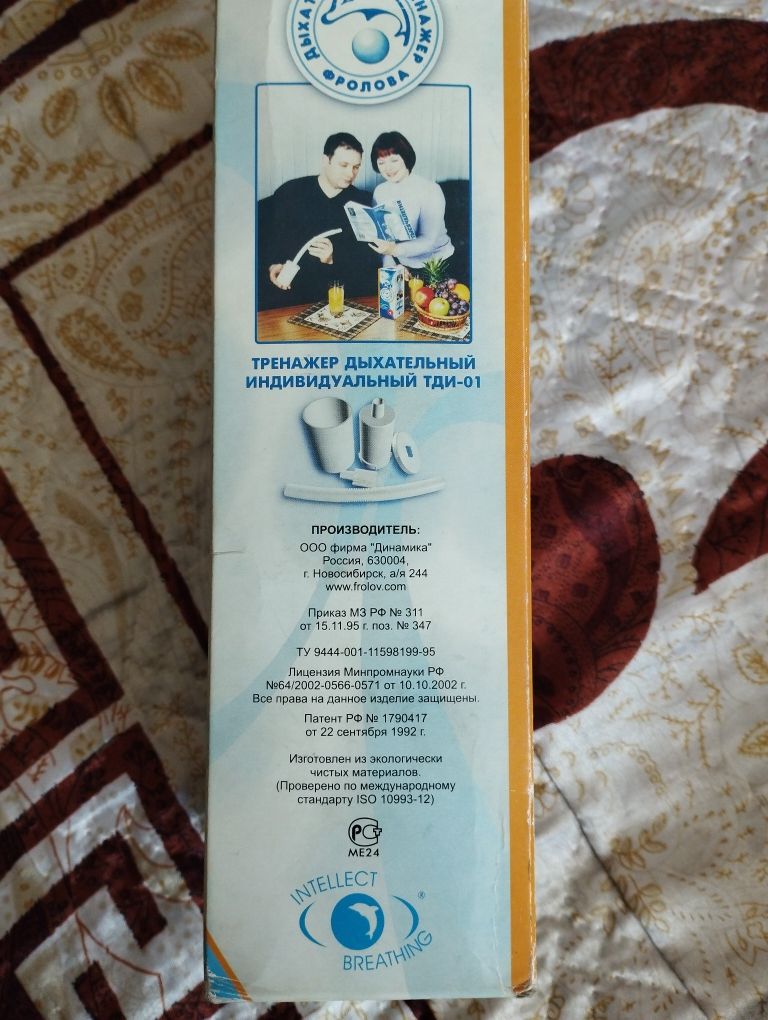 ФРОЛОВА
ТРЕНАЖЕР ДЫХАТЕЛЬНЫЙ
ИНДИВИДУАЛЬНЫЙ ТДИ-01
ПРОИЗВОДИТЕЛЬ:
ООО фирма "Динамика"
Россия, 630004,
г. Новосибирск, а/я 244
www.frolov.com
Приказ МЗ РФ № 311
от 15.11.95 г. поз. № 347
ТУ 9444-001-11598199-95
Лицензия Минпромнауки РФ
№64/2002-0566-0571 от 10.10.2002 г.
Все права на данное изделие защищены.
Патент РФ № 1790417
от 22 сентября 1992 г.
Изготовлен из экологически
чистых материалов.
(Проверено по международному
стандарту ISO 10993-12)
РСТ
МЕ24
INTELLECT
BREATHING ®